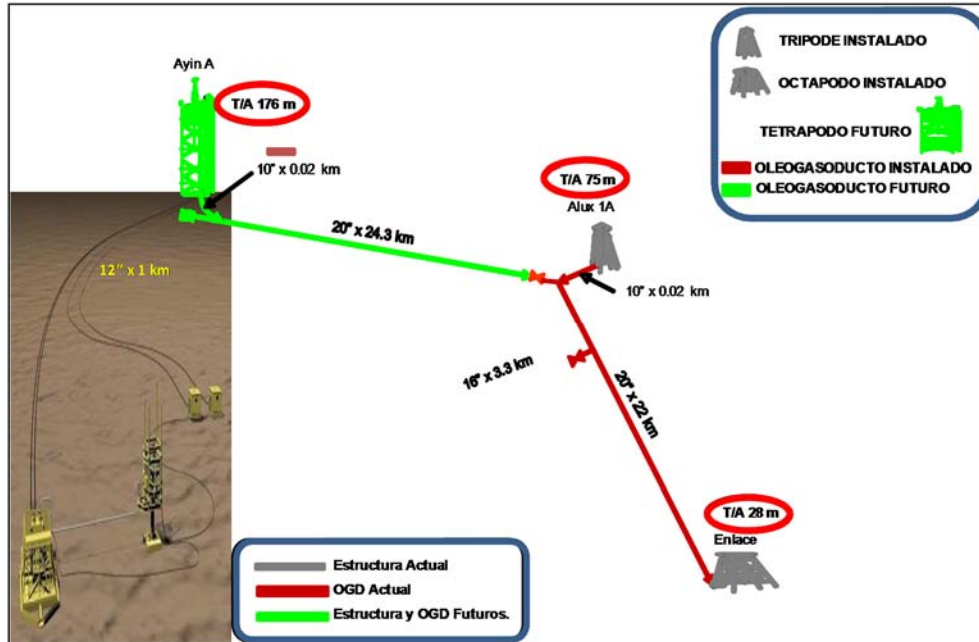 TRIPODE INSTALADO
OCTAPODO INSTALADO
TETRAPODO FUTURO
OLEOGASODUCTO INSTALADO
OLEOGASODUCTO FUTURO
Ayin A
T/A 176 m
10" x 0.02 km
T/A 75 m
Alux 1A
20" x 24.3 km
12" x 1 km
10" x 0.02 km
16" x 3.3 km
20" x 22 km
T/A 28 m
Enlace
Estructura Actual
OGD Actual
Estructura y OGD Futuros.